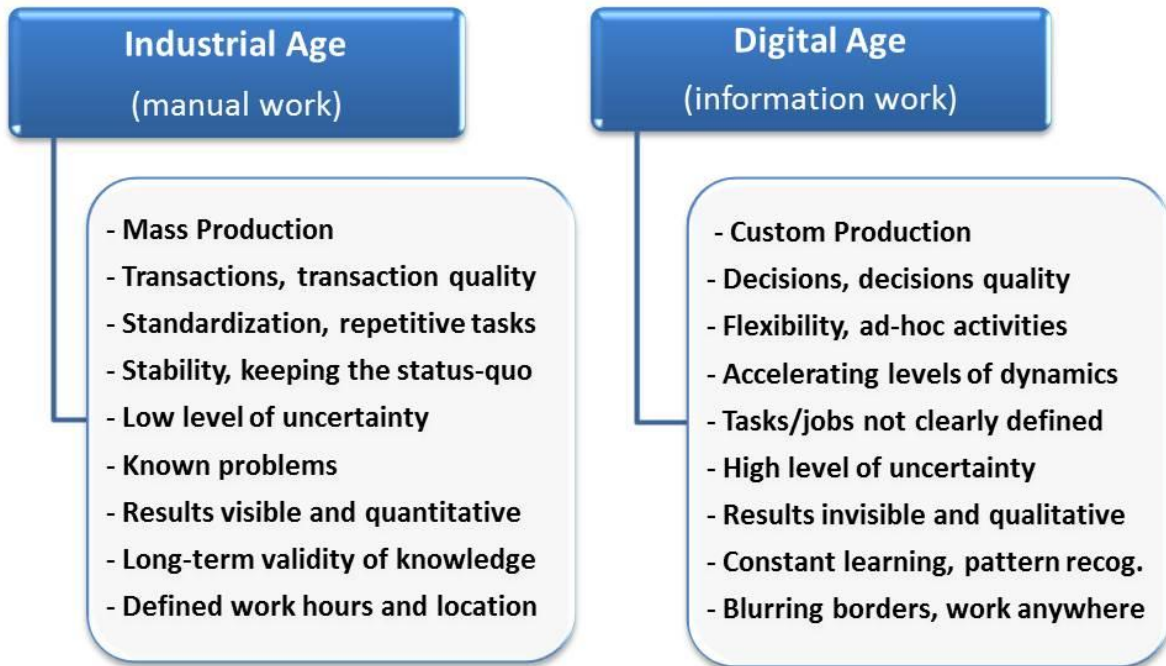 Industrial Age
(manual work)
- Mass Production
- Transactions, transaction quality
- Standardization, repetitive tasks
- Stability, keeping the status-quo
- Low level of uncertainty
- Known problems
- Results visible and quantitative
- Long-term validity of knowledge
- Defined work hours and location
Digital Age
(information work)
- Custom Production
- Decisions, decisions quality
- Flexibility, ad-hoc activities
- Accelerating levels of dynamics
- Tasks/jobs not clearly defined
- High level of uncertainty
- Results invisible and qualitative
- Constant learning, pattern recog.
- Blurring borders, work anywhere